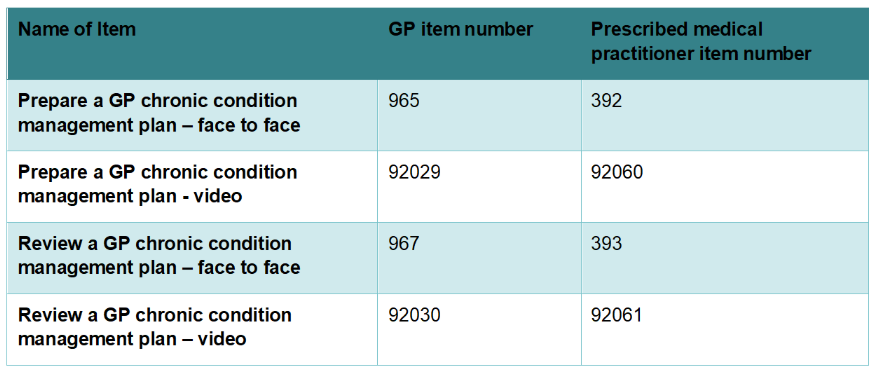 Name of Item
GP item number
Prescribed medical
practitioner item number
Prepare a GP chronic condition
management plan – face to face
965
392
Prepare a GP chronic condition
management plan - video
92029
92060
Review a GP chronic condition
management plan – face to face
967
393
Review a GP chronic condition
management plan – video
92030
92061